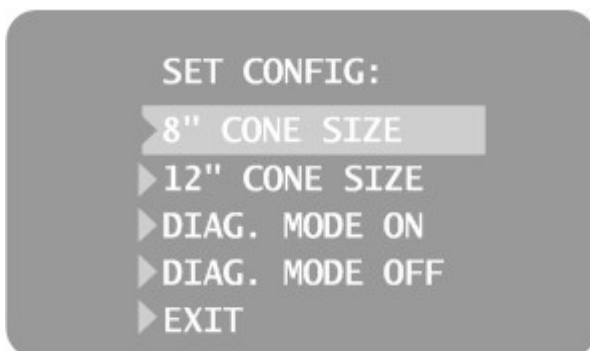 SET CONFIG:
8" CONE SIZE
12" CONE SIZE
DIAG. MODE ON
DIAG. MODE OFF
EXIT